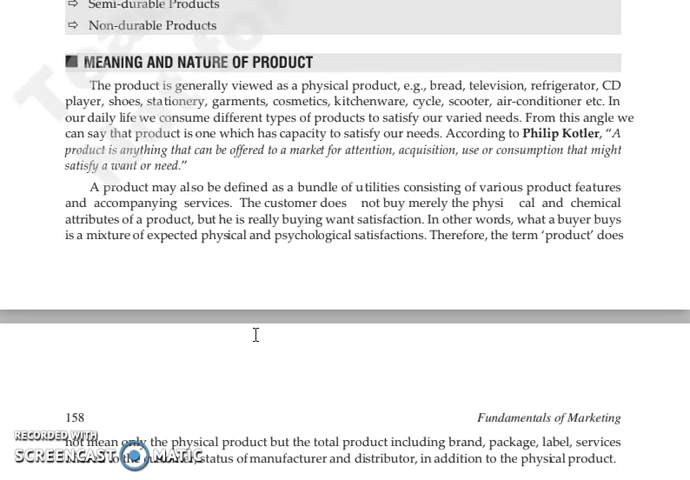 ⇨ Semi-durable Products
⇨ Non-durable Products
MEANING AND NATURE OF PRODUCT
The product is generally viewed as a physical product, e.g., bread, television, refrigerator, CD
player, shoes, stationery, garments, cosmetics, kitchenware, cycle, scooter, air-conditioner etc. In
our daily life we consume different types of products to satisfy our varied needs. From this angle we
can say that product is one which has capacity to satisfy our needs. According to Philip Kotler, “A
product is anything that can be offered to a market for attention, acquisition, use or consumption that might
satisfy a want or need.”
A product may also be defined as a bundle of utilities consisting of various product features
and accompanying services. The customer does not buy merely the physi cal and chemical
attributes of a product, but he is really buying want satisfaction. In other words, what a buyer buys
is a mixture of expected physical and psychological satisfactions. Therefore, the term ‘product’ does
158 Fundamentals of Marketing
not mean only the physical product but the total product including brand, package, label, services
status of manufacturer and distributor, in addition to the physical product.
RECORDED WITH
SCREENCAST MATIC